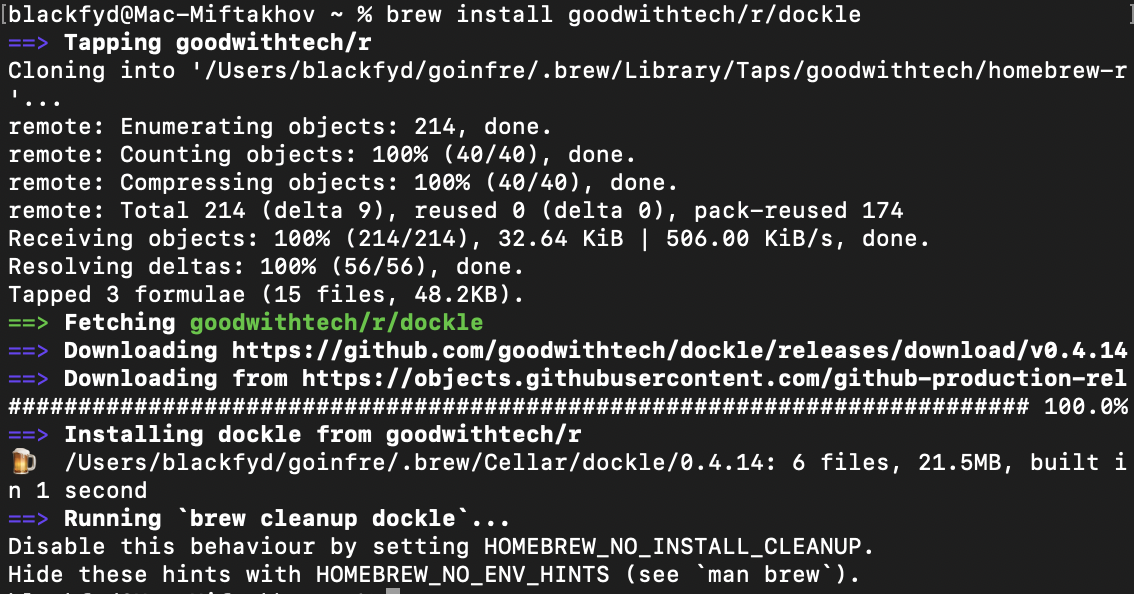 [blackfyd@Mac-Miftakhov ~ % brew install goodwithtech/r/dockle ]
==> Tapping goodwithtech/r
Cloning into '/Users/blackfyd/goinfre/.brew/Library/Taps/goodwithtech/homebrew-r
'...
remote: Enumerating objects: 214, done.
remote: Counting objects: 100% (40/40), done.
remote: Compressing objects: 100% (40/40), done.
remote: Total 214 (delta 9), reused 0 (delta 0), pack-reused 174
Receiving objects: 100% (214/214), 32.64 KiB | 506.00 KiB/s, done.
Resolving deltas: 100% (56/56), done.
Tapped 3 formulae (15 files, 48.2KB).
==> Fetching goodwithtech/r/dockle
==> Downloading https://github.com/goodwithtech/dockle/releases/download/v0.4.14
==> Downloading from https://objects.githubusercontent.com/github-production-rel
######################################################################### 100.0%
==> Installing dockle from goodwithtech/r
🍺  /Users/blackfyd/goinfre/.brew/Cellar/dockle/0.4.14: 6 files, 21.5MB, built i
n 1 second
==> Running `brew cleanup dockle`...
Disable this behaviour by setting HOMEBREW_NO_INSTALL_CLEANUP.
Hide these hints with HOMEBREW_NO_ENV_HINTS (see `man brew`).